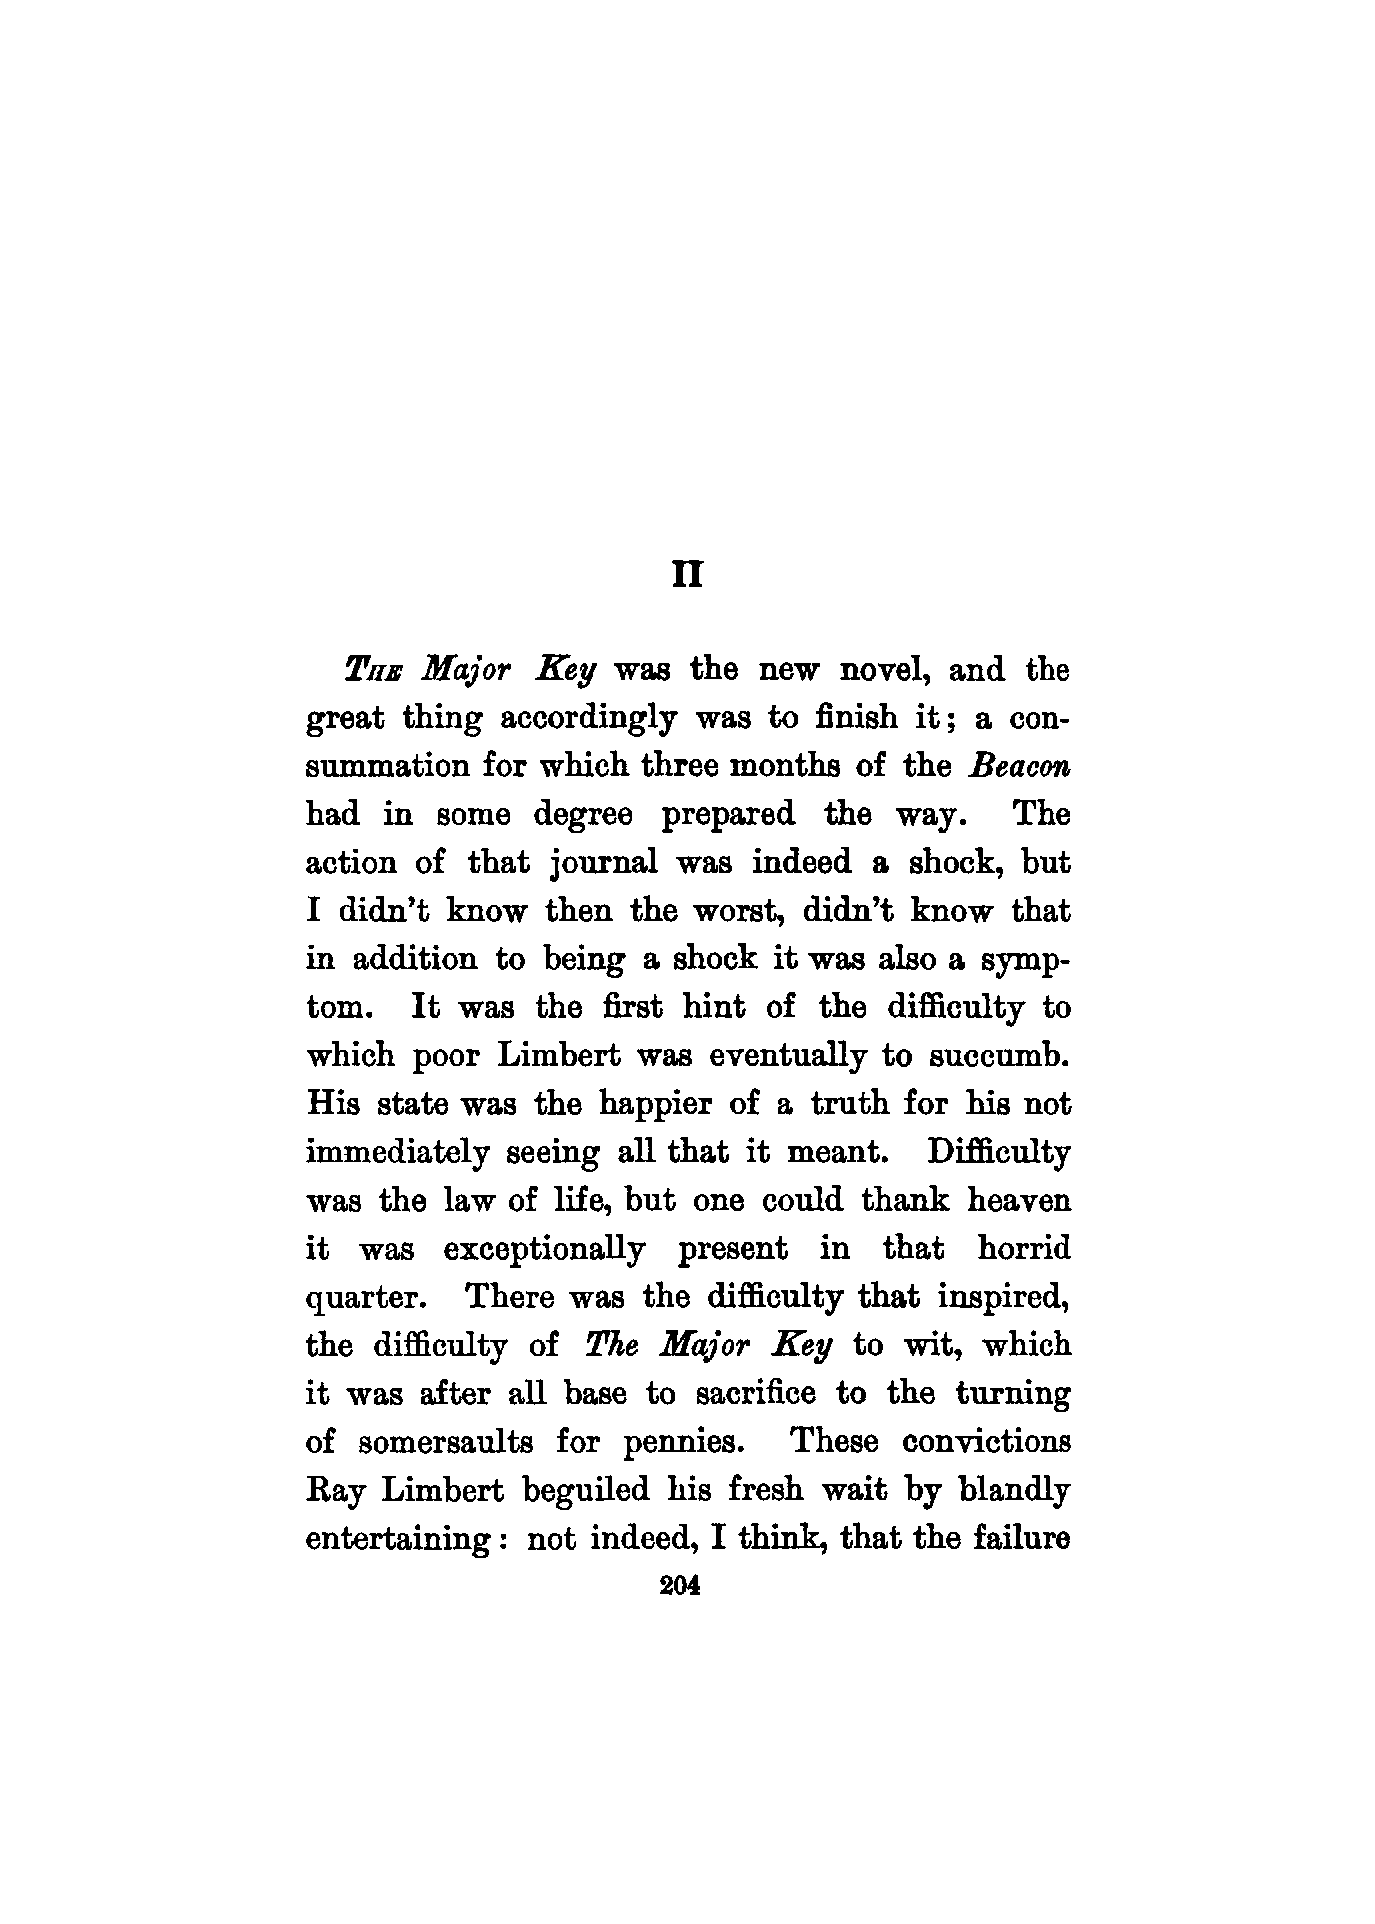 II
THE Major Key was the new novel, and the
great thing accordingly was to finish it; a con-
summation for which three months of the Beacon
had in some degree prepared the way. The
action of that journal was indeed a shock, but
I didn't know then the worst, didn't know that
in addition to being a shock it was also a symp-
tom. It was the first hint of the difficulty to
which poor Limbert was eventually to succumb.
His state was the happier of a truth for his not
immediately seeing all that it meant. Difficulty
was the law of life, but one could thank heaven
it was exceptionally present in that horrid
quarter. There was the difficulty that inspired,
the difficulty of The Major Key to wit, which
it was after all base to sacrifice to the turning
of somersaults for pennies. These convictions
Ray Limbert beguiled his fresh wait by blandly
entertaining: not indeed, I think, that the failure
204